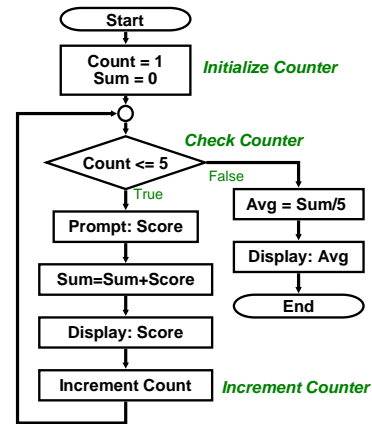 Start
Count = 1
Sum = 0
Initialize Counter
Check Counter
Count <= 5
False
True
Prompt: Score
Avg = Sum/5
Sum=Sum+Score
Display: Avg
Display: Score
End
Increment Count
Increment Counter